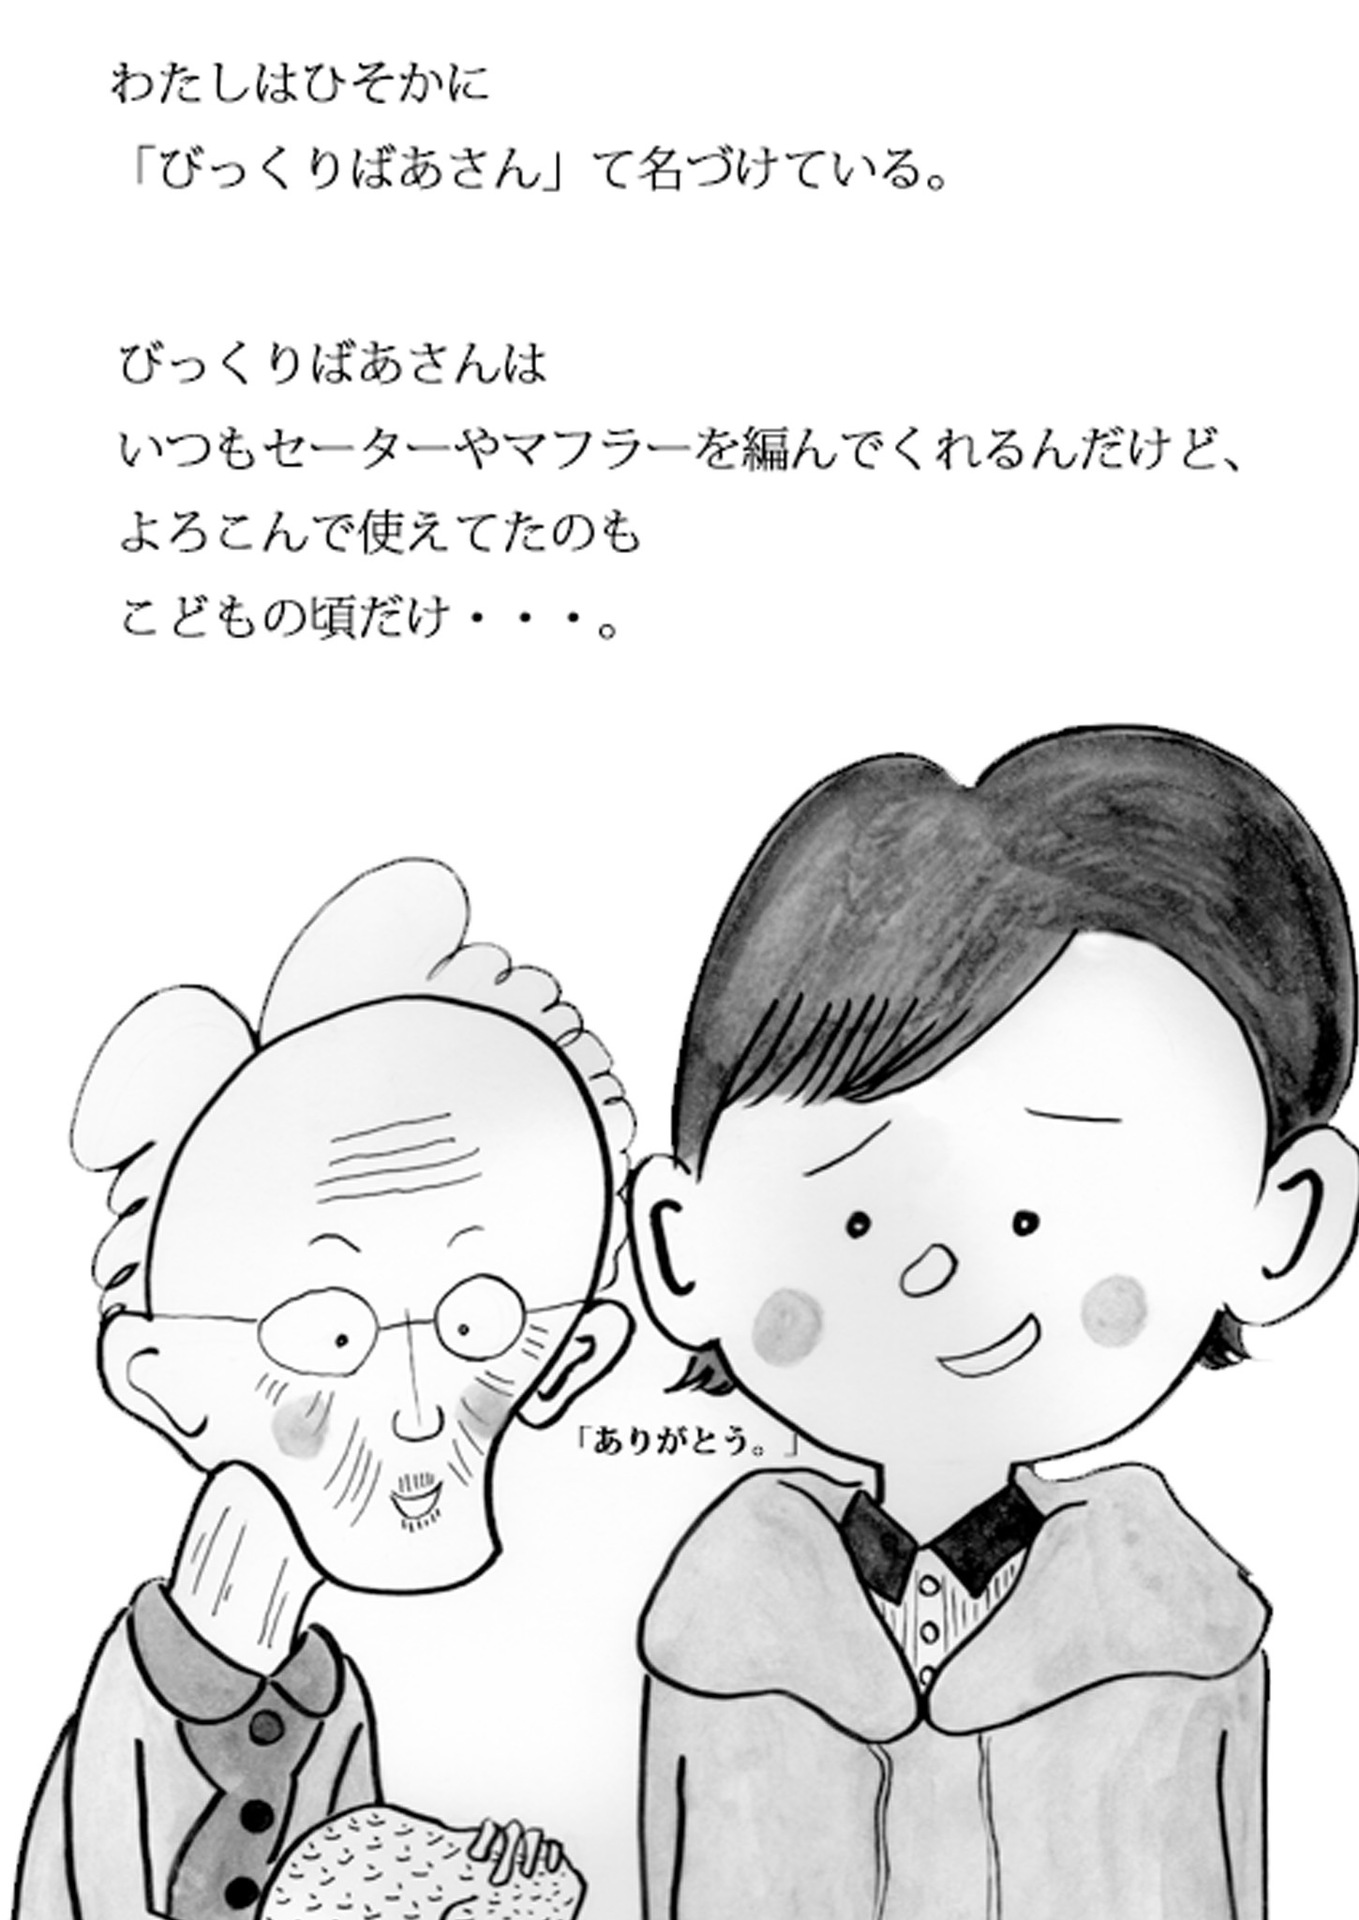 わたしはひそかに
「びっくりばあさん」て名づけている。
びっくりばあさんは
いつもセーターやマフラーを編んでくれるんだけど、
よろこんで使えてたのも
こどもの頃だけ・・・。
「ありがとう。」